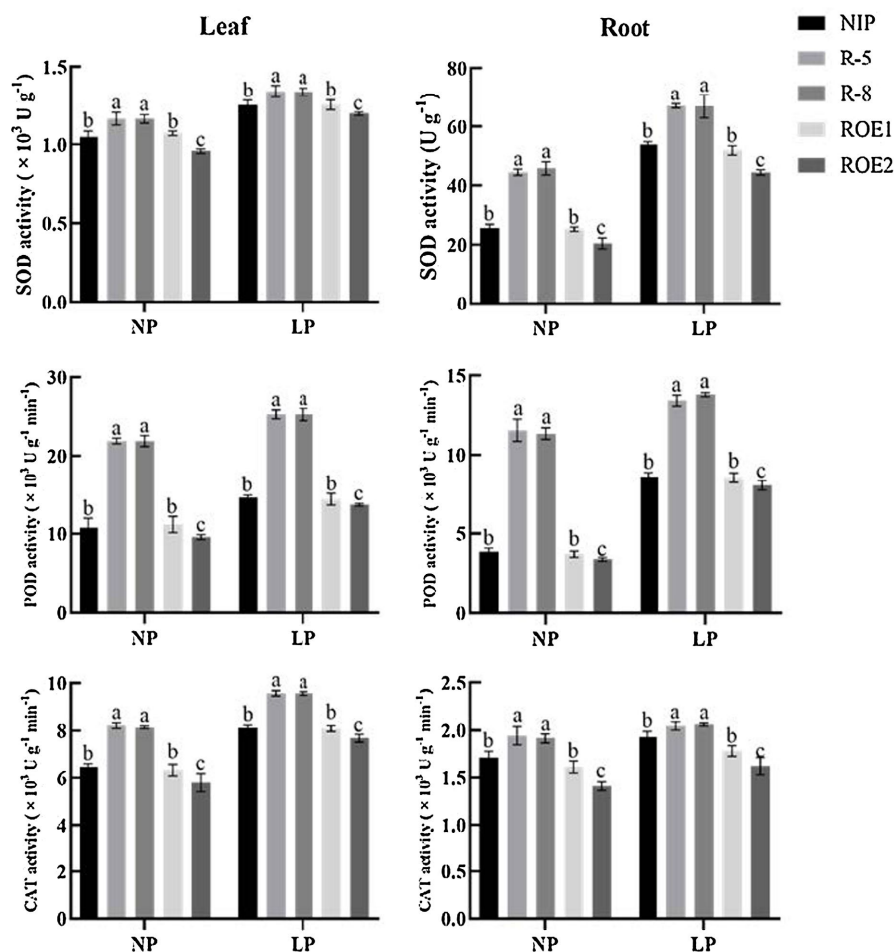 Leaf
Root
NIP
R-5
R-8
ROE1
ROE2
SOD activity ( × 10³ U g⁻¹)
1.5
1.0
0.5
0.0
b a a b c
b a a b c
NP LP
SOD activity (U g⁻¹)
80
60
40
20
0
b a a b c
b a a b c
NP LP
POD activity ( × 10³ U g⁻¹ min⁻¹)
30
20
10
0
b a a b c
b a a b c
NP LP
POD activity ( × 10³ U g⁻¹ min⁻¹)
15
10
5
0
b a a b c
b a a b c
NP LP
CAT activity ( × 10³ U g⁻¹ min⁻¹)
10
8
6
4
2
0
b a a b c
b a a b c
NP LP
CAT activity ( × 10³ U g⁻¹ min⁻¹)
2.5
2.0
1.5
1.0
0.5
0.0
b a a b c
b a a b c
NP LP